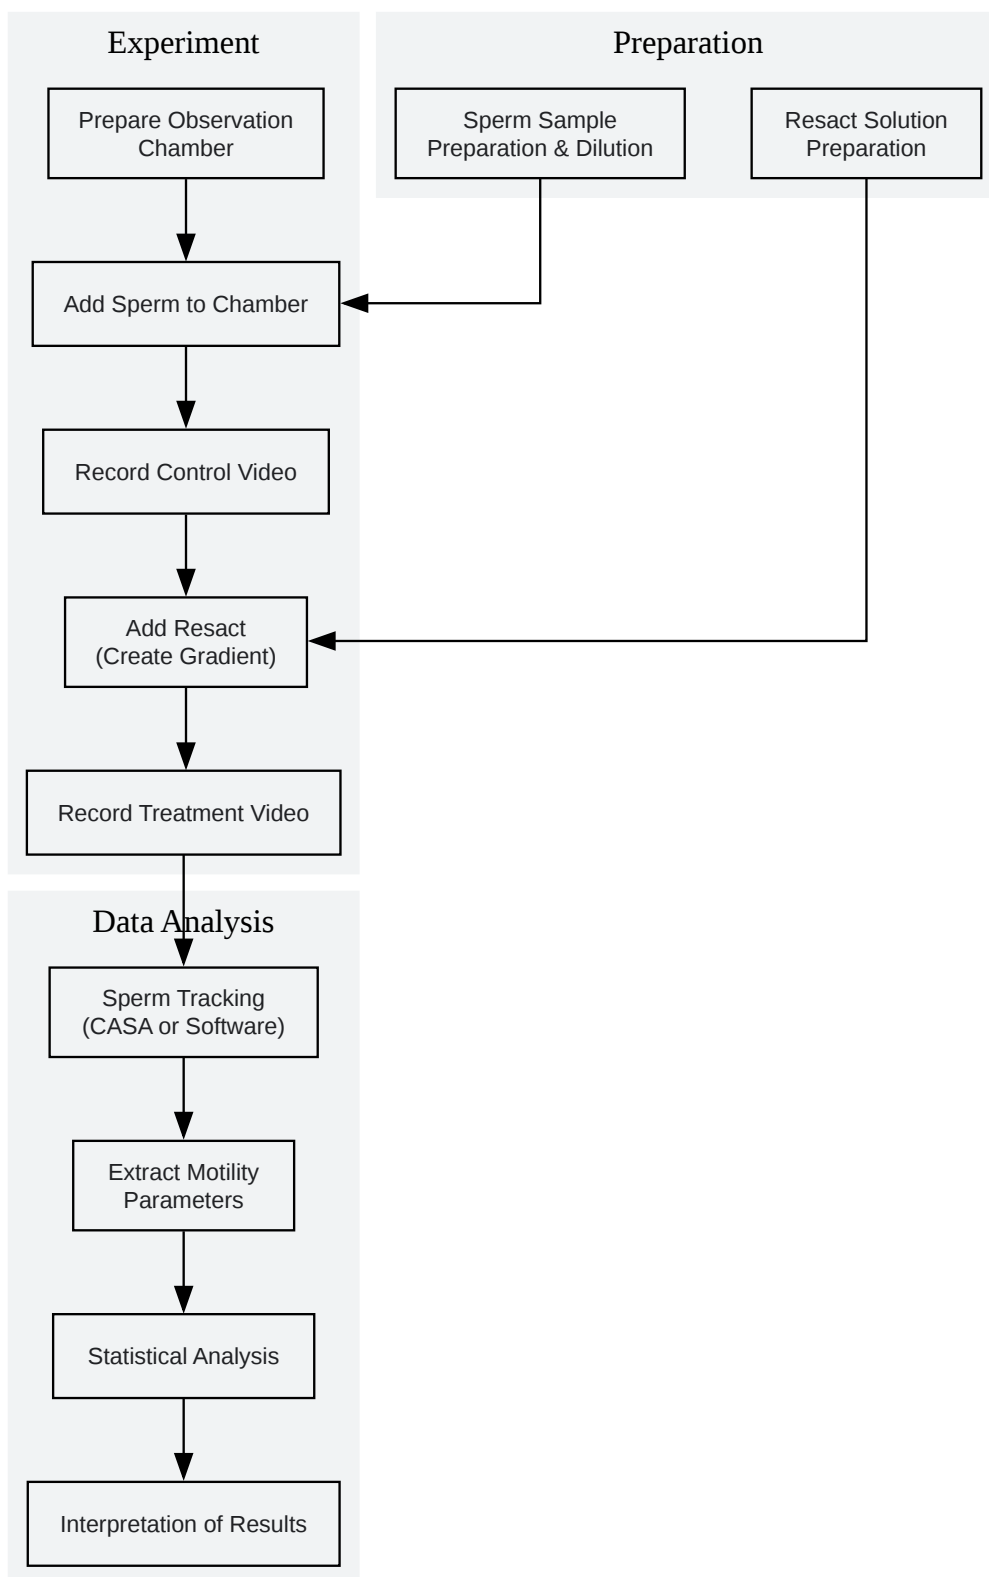 Experiment
Prepare Observation
Chamber
Add Sperm to Chamber
Record Control Video
Add Resact
(Create Gradient)
Record Treatment Video
Preparation
Sperm Sample
Preparation & Dilution
Resact Solution
Preparation
Data Analysis
Sperm Tracking
(CASA or Software)
Extract Motility
Parameters
Statistical Analysis
Interpretation of Results